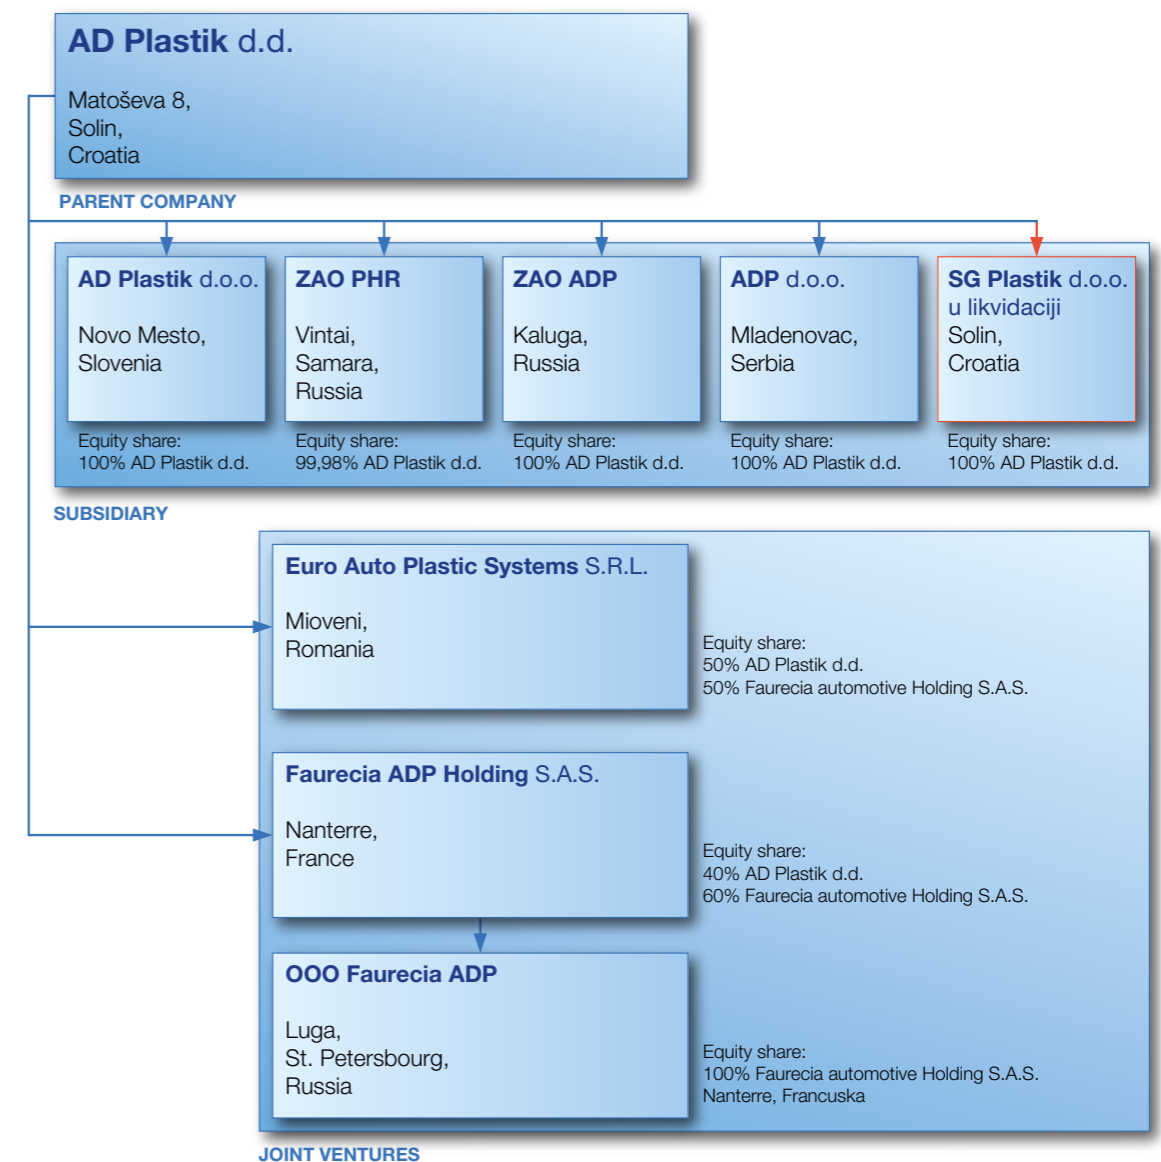 AD Plastik d.d.
Matoševa 8,
Solin,
Croatia
PARENT COMPANY
AD Plastik d.o.o.
Novo Mesto,
Slovenia
Equity share:
100% AD Plastik d.d.
ZAO PHR
Vintai,
Samara,
Russia
Equity share:
99,98% AD Plastik d.d.
ZAO ADP
Kaluga,
Russia
Equity share:
100% AD Plastik d.d.
ADP d.o.o.
Mladenovac,
Serbia
Equity share:
100% AD Plastik d.d.
SG Plastik d.o.o.
u likvidaciji
Solin,
Croatia
Equity share:
100% AD Plastik d.d.
SUBSIDIARY
Euro Auto Plastic Systems S.R.L.
Mioveni,
Romania
Equity share:
50% AD Plastik d.d.
50% Faurecia automotive Holding S.A.S.
Faurecia ADP Holding S.A.S.
Nanterre,
France
Equity share:
40% AD Plastik d.d.
60% Faurecia automotive Holding S.A.S.
OOO Faurecia ADP
Luga,
St. Petersbourg,
Russia
Equity share:
100% Faurecia automotive Holding S.A.S.
Nanterre, Francuska
JOINT VENTURES